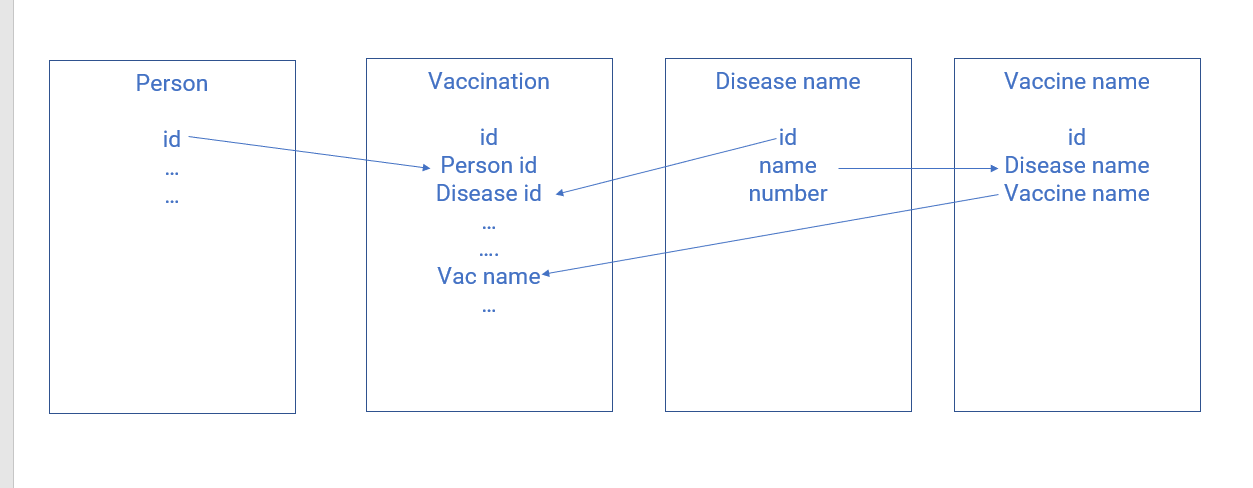 Person
id
...
...
Vaccination
id
Person id
Disease id
...
....
Vac name
...
Disease name
id
name
number
Vaccine name
id
Disease name
Vaccine name